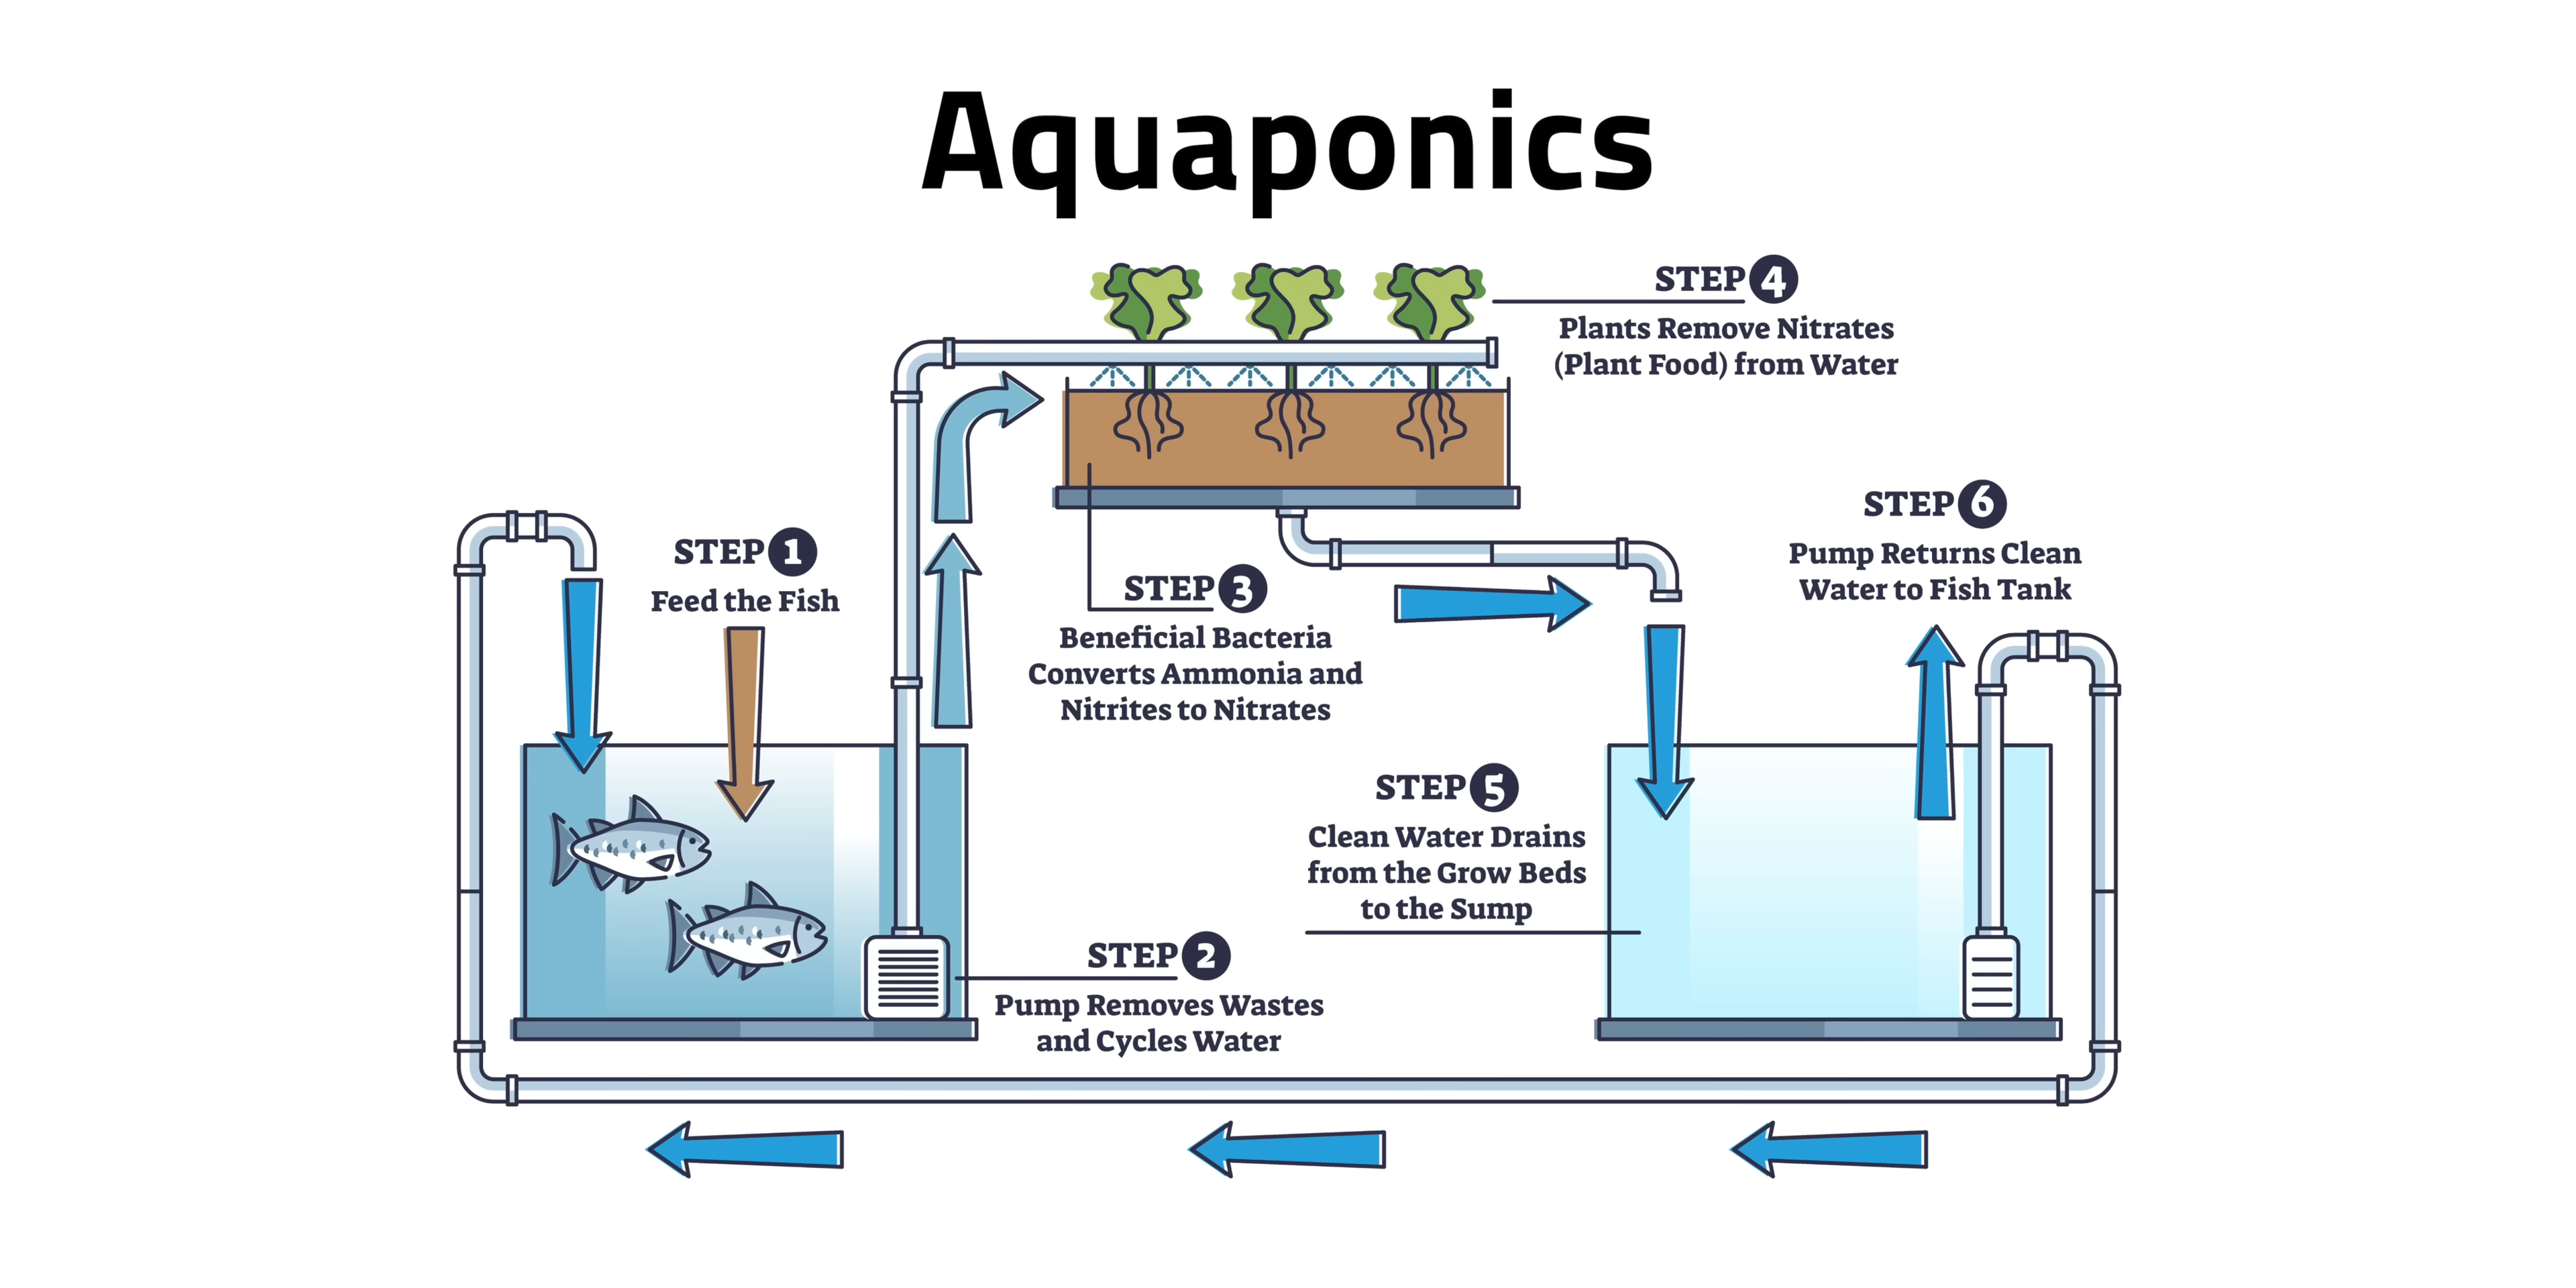 Aquaponics
STEP 1
Feed the Fish
STEP 2
Pump Removes Wastes
and Cycles Water
STEP 3
Beneficial Bacteria
Converts Ammonia and
Nitrites to Nitrates
STEP 4
Plants Remove Nitrates
(Plant Food) from Water
STEP 5
Clean Water Drains
from the Grow Beds
to the Sump
STEP 6
Pump Returns Clean
Water to Fish Tank